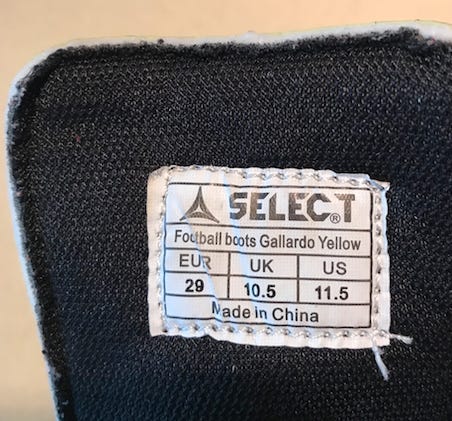 SELECT®
Football boots Gallardo Yellow
EUR UK US
29 10.5 11.5
Made in China